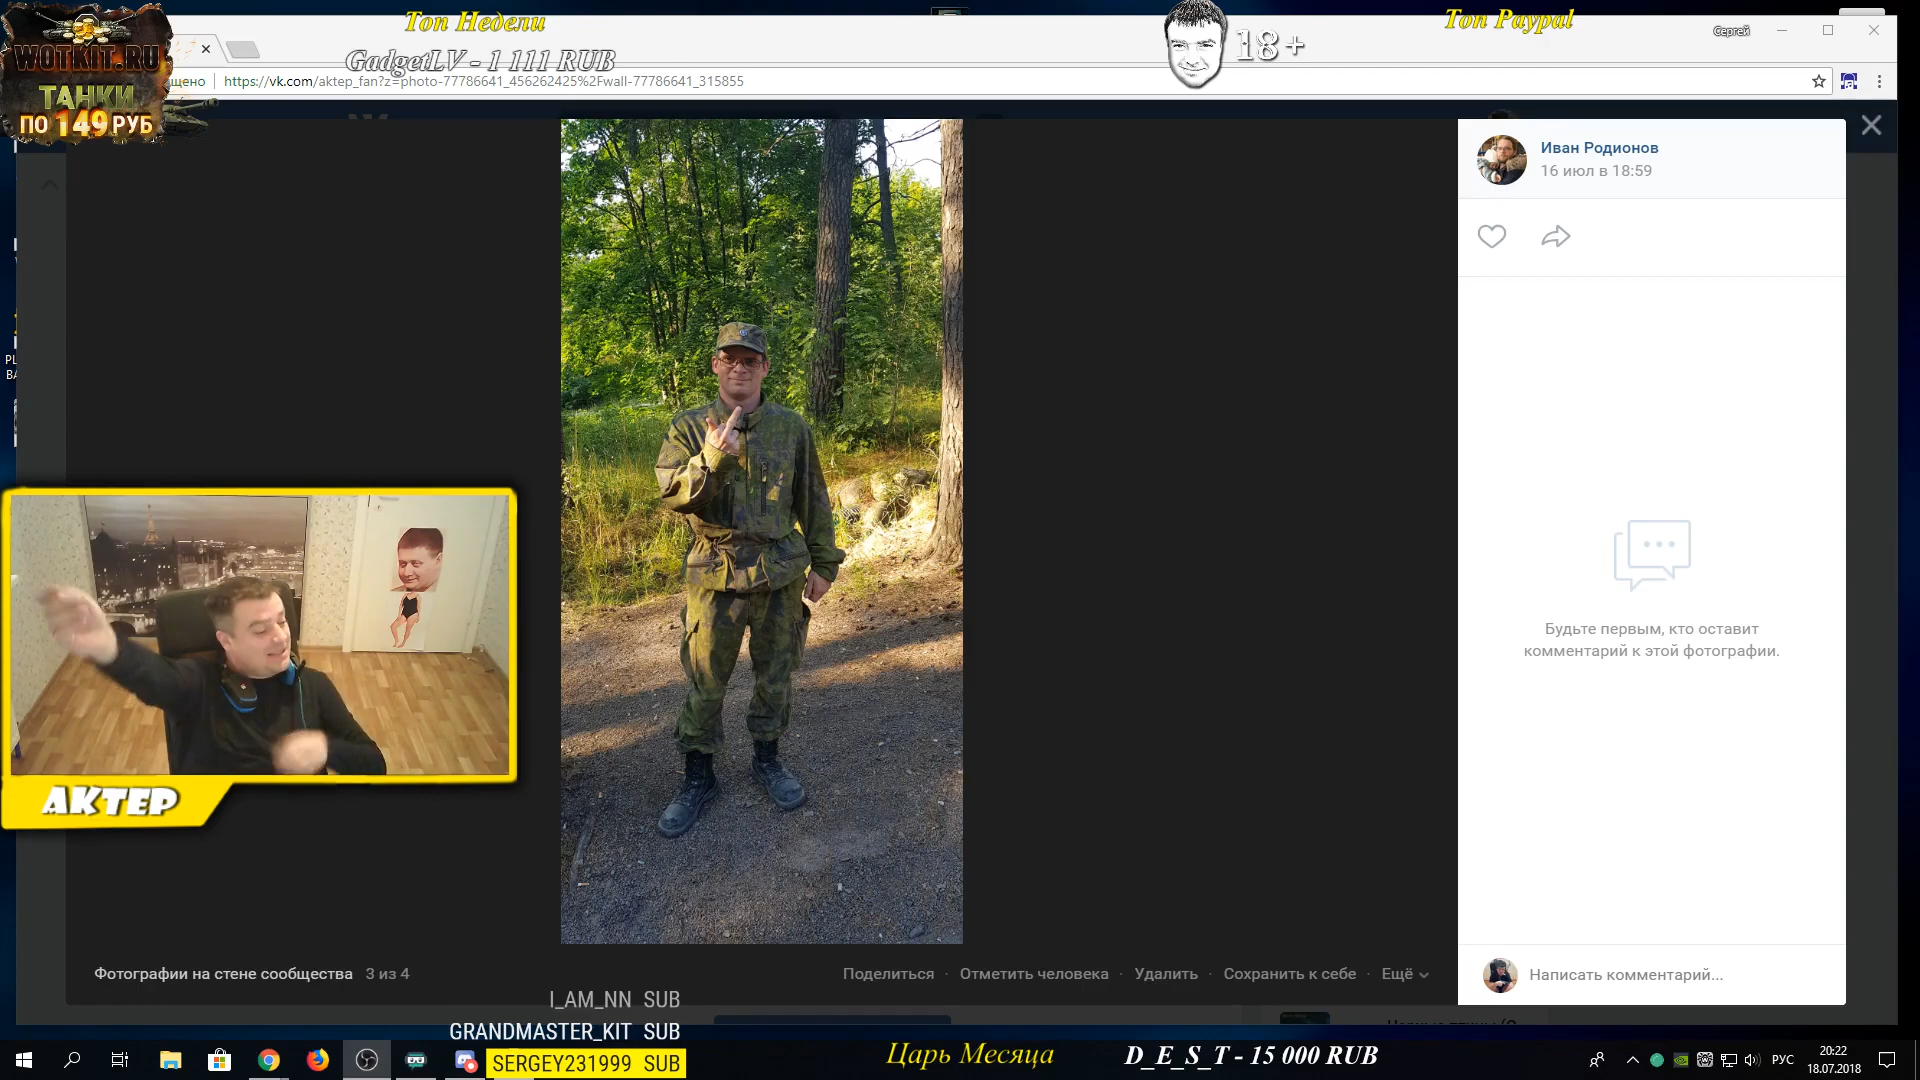 Топ Недели
GadgetLV - 1 111 RUB
18+
Топ Paypal
Сергей
WOTKIT.RU
ТАНКИ
ПО 149 РУБ
щено
https://vk.com/aktep_fan?z=photo-77786641_456262425%2Fwall-77786641_315855
Иван Родионов
16 июл в 18:59
Будьте первым, кто оставит
комментарий к этой фотографии.
AKTEP
Фотографии на стене сообщества 3 из 4
Поделиться · Отметить человека · Удалить · Сохранить к себе · Ещё
Написать комментарий...
I_AM_NN SUB
GRANDMASTER_KIT SUB
SERGEY231999 SUB
Царь Месяца
D_E_S_T - 15 000 RUB
РУС
20:22
18.07.2018